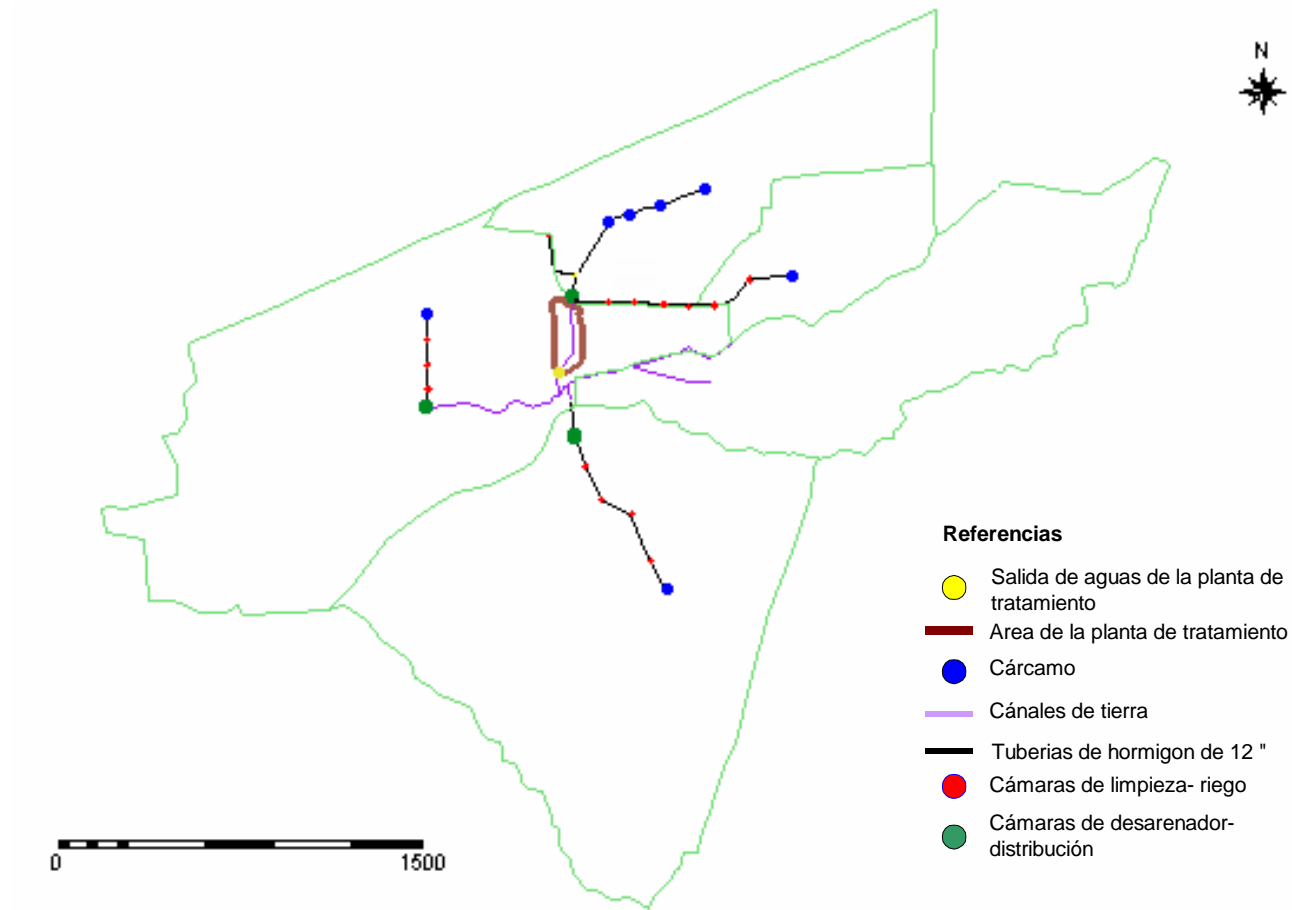 N
Referencias
Salida de aguas de la planta de
tratamiento
Area de la planta de tratamiento
Cárcamo
Cánales de tierra
Tuberias de hormigon de 12 "
Cámaras de limpieza- riego
Cámaras de desarenador-
distribución
0 1500